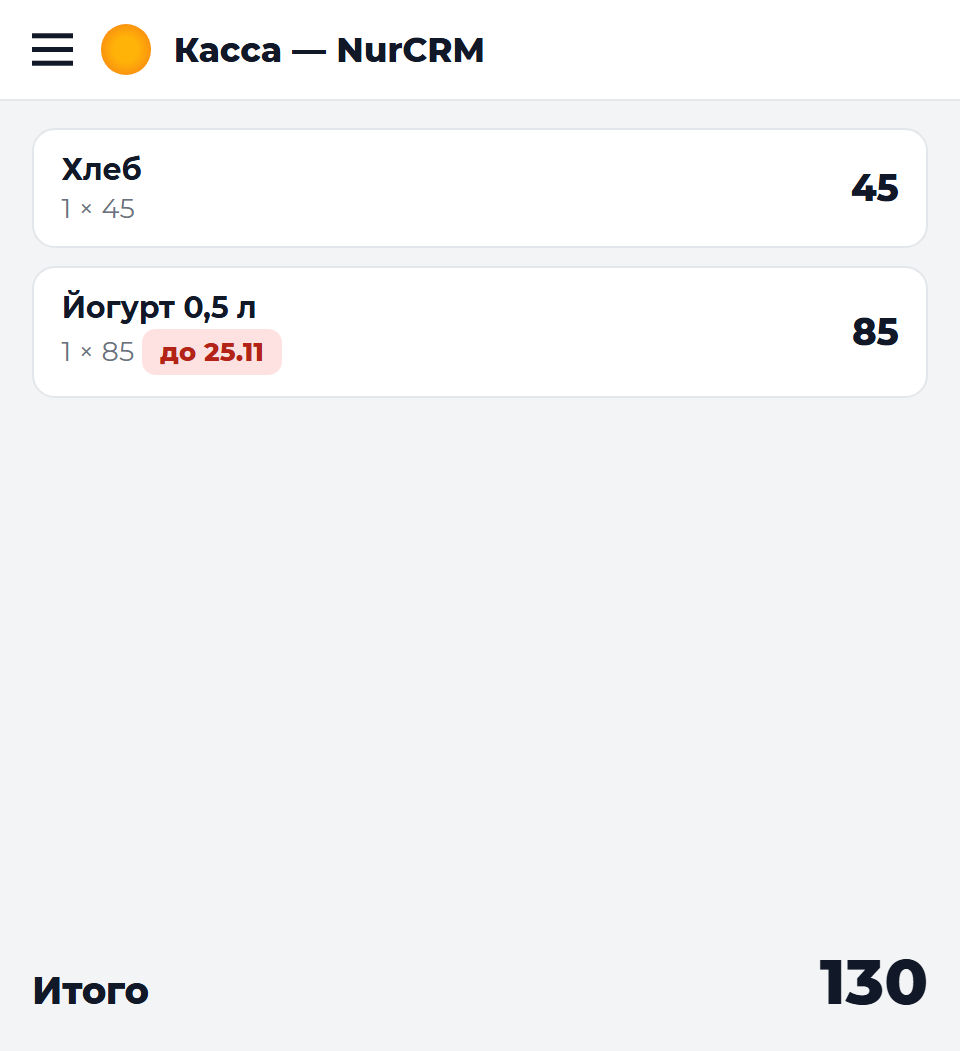 Касса — NurCRM
Хлеб
45
1 × 45
Йогурт 0,5 л
85
1 × 85 до 25.11
Итого
130